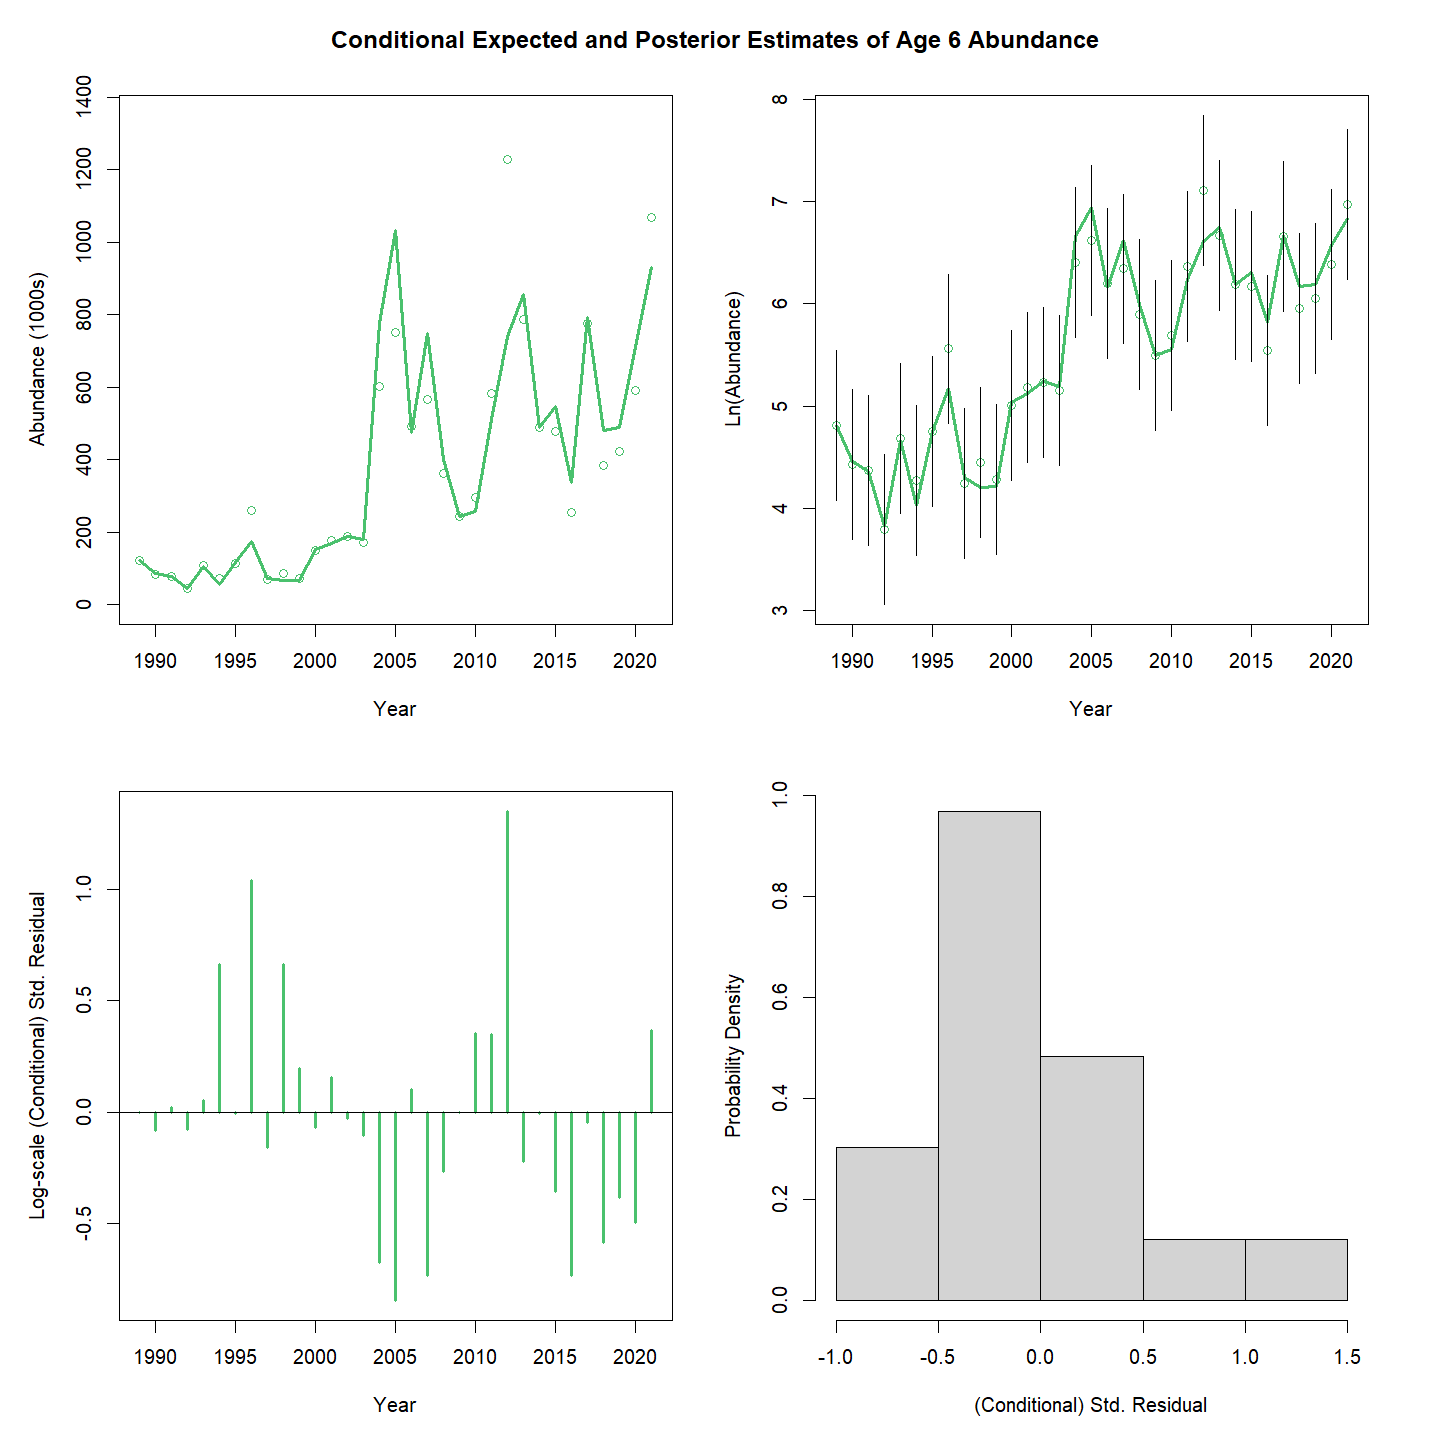 Conditional Expected and Posterior Estimates of Age 6 Abundance
Abundance (1000s)
0 200 400 600 800 1000 1200 1400
1990 1995 2000 2005 2010 2015 2020
Year
Ln(Abundance)
3 4 5 6 7 8
1990 1995 2000 2005 2010 2015 2020
Year
Log-scale (Conditional) Std. Residual
-0.5 0.0 0.5 1.0
1990 1995 2000 2005 2010 2015 2020
Year
Probability Density
0.0 0.2 0.4 0.6 0.8 1.0
-1.0 -0.5 0.0 0.5 1.0 1.5
(Conditional) Std. Residual